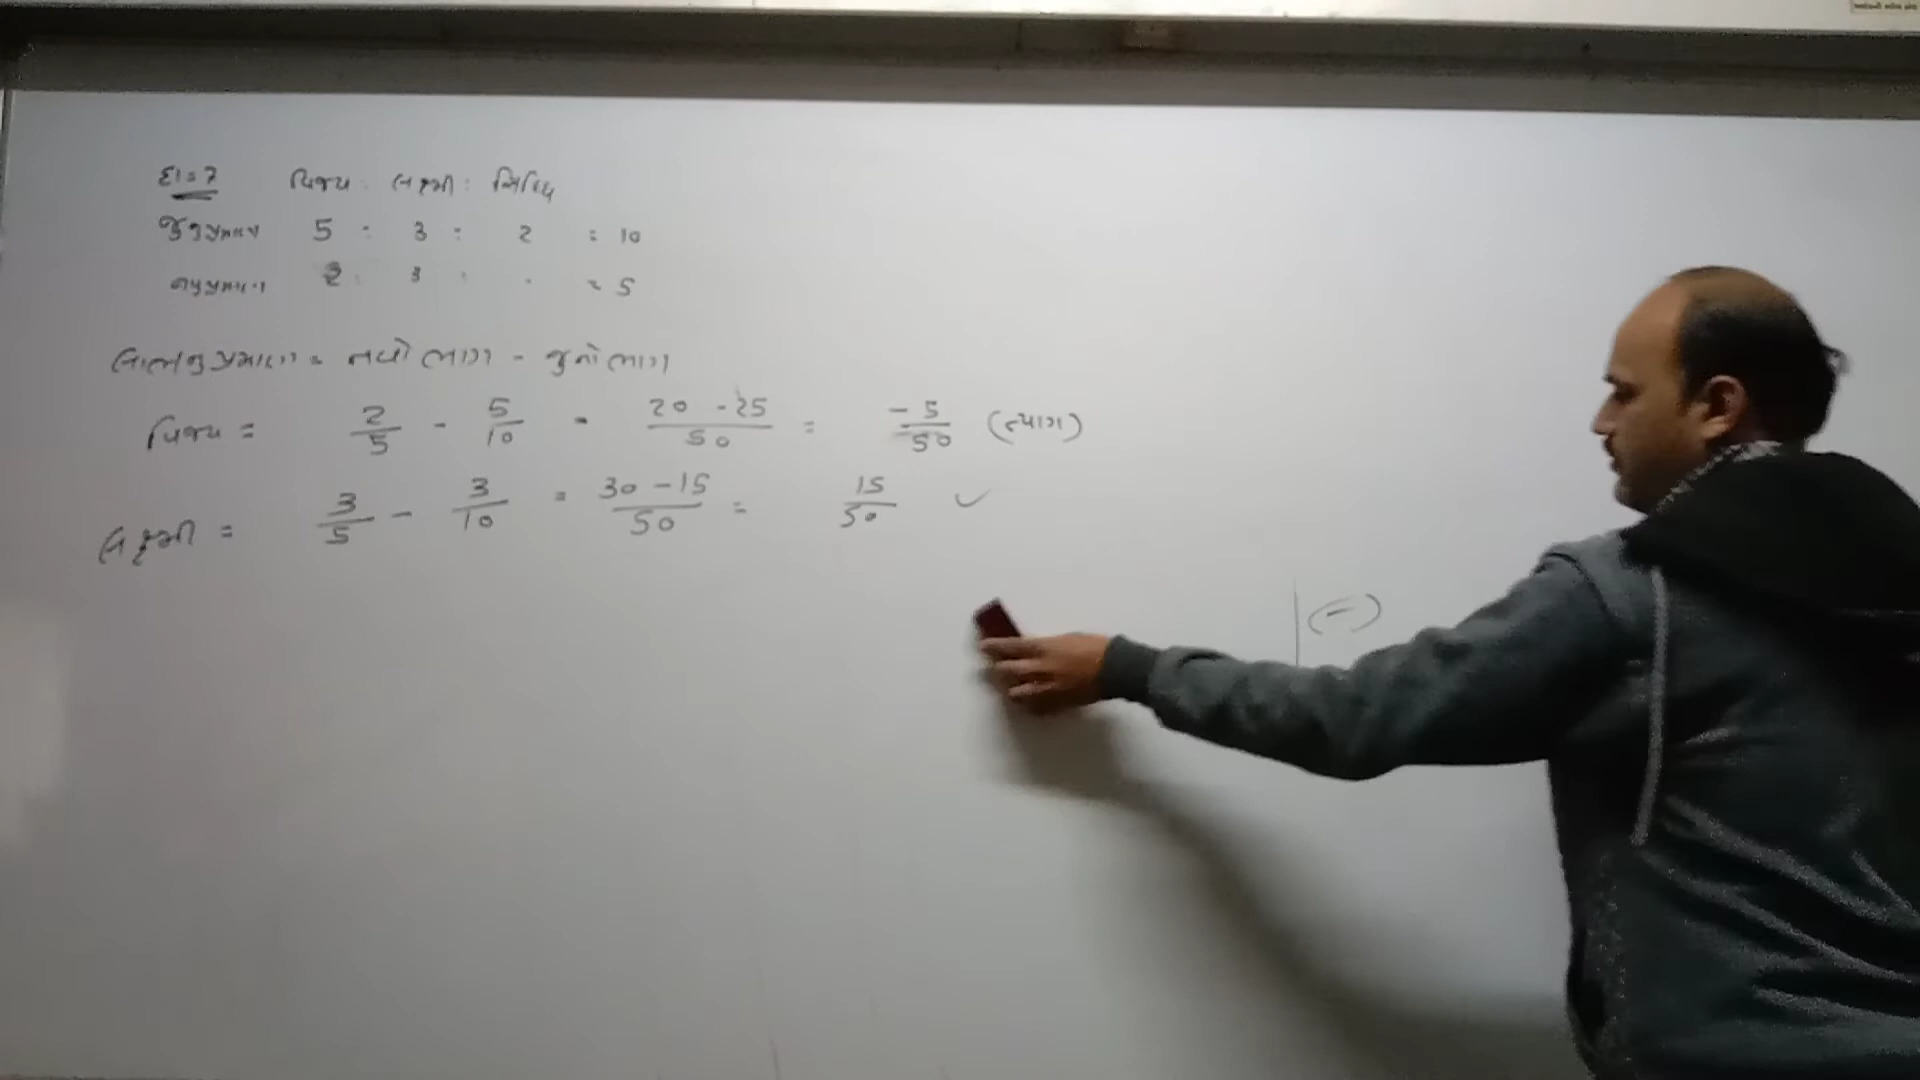 દા:7 વિજય : લક્ષ્મી : નિધિ
જુનુપ્રમાણ 5 : 3 : 2 = 10
નવુપ્રમાણ 2 : 3 : . = 5
લાભનુપ્રમાણ = નવો ભાગ - જુનો ભાગ
વિજય = 2/5 - 5/10 = 20 - 25/50 = -5/50 (ત્યાગ)
લક્ષ્મી = 3/5 - 3/10 = 30 - 15/50 = 15/50 ✓
(-)